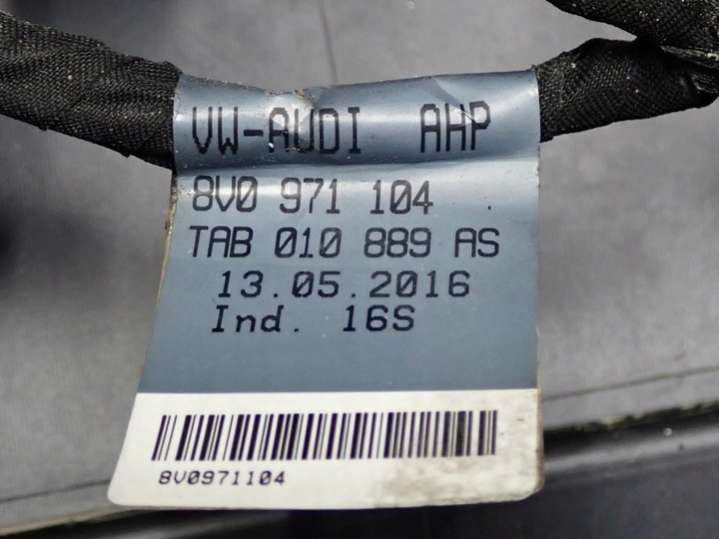 VW-AUDI AHP
8V0 971 104
TAB 010 889 AS
13.05.2016
Ind. 16S
8V0971104